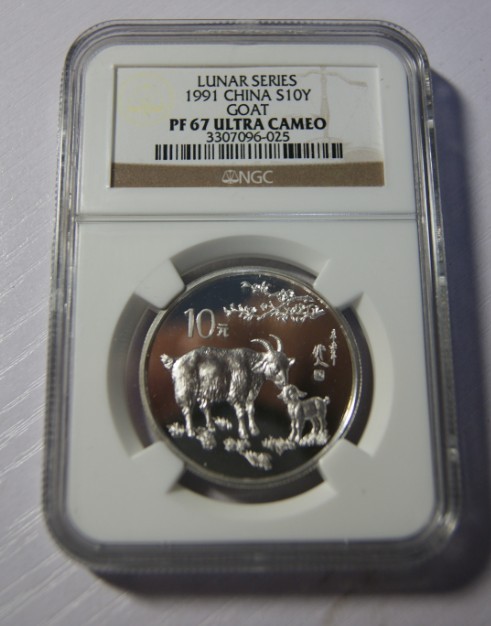 LUNAR SERIES
1991 CHINA S10Y
GOAT
PF 67 ULTRA CAMEO
3307096-025
NGC
10元